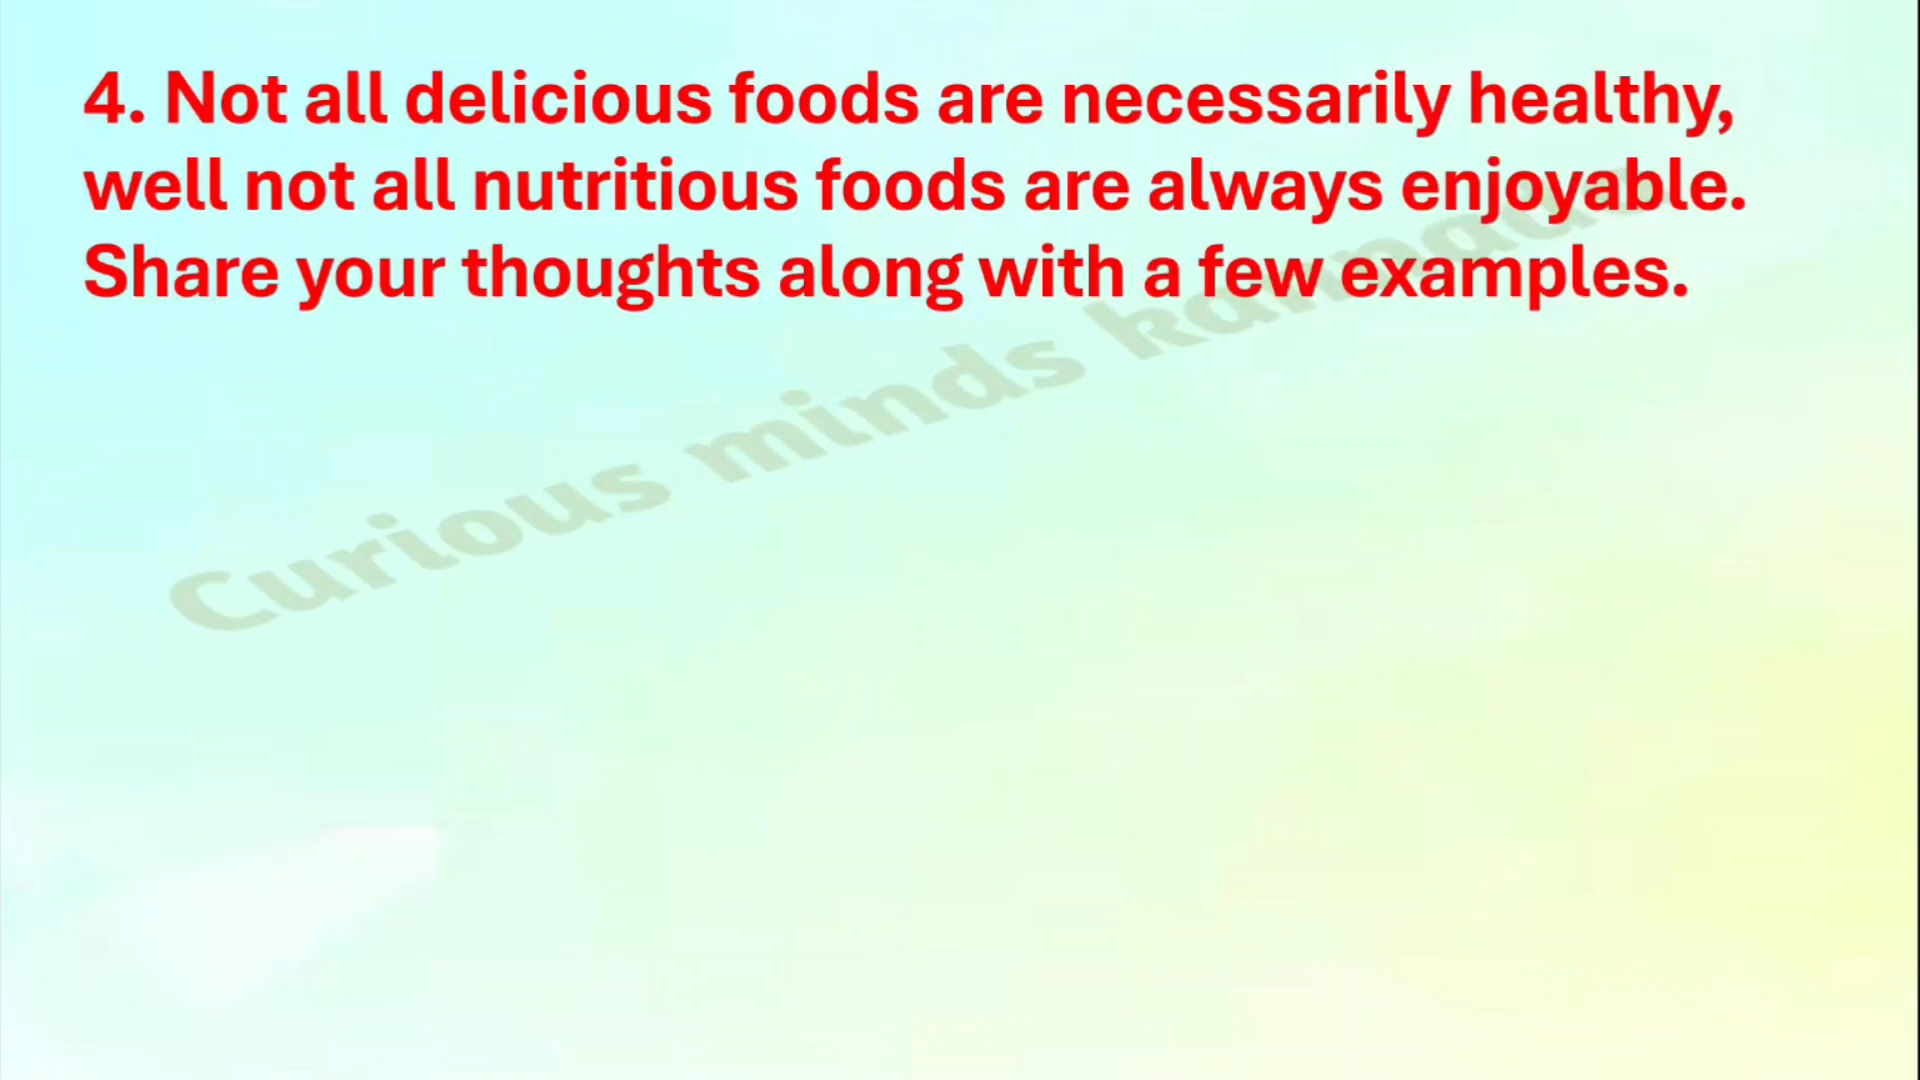 4. Not all delicious foods are necessarily healthy,
well not all nutritious foods are always enjoyable.
Share your thoughts along with a few examples.
Curious minds kannada